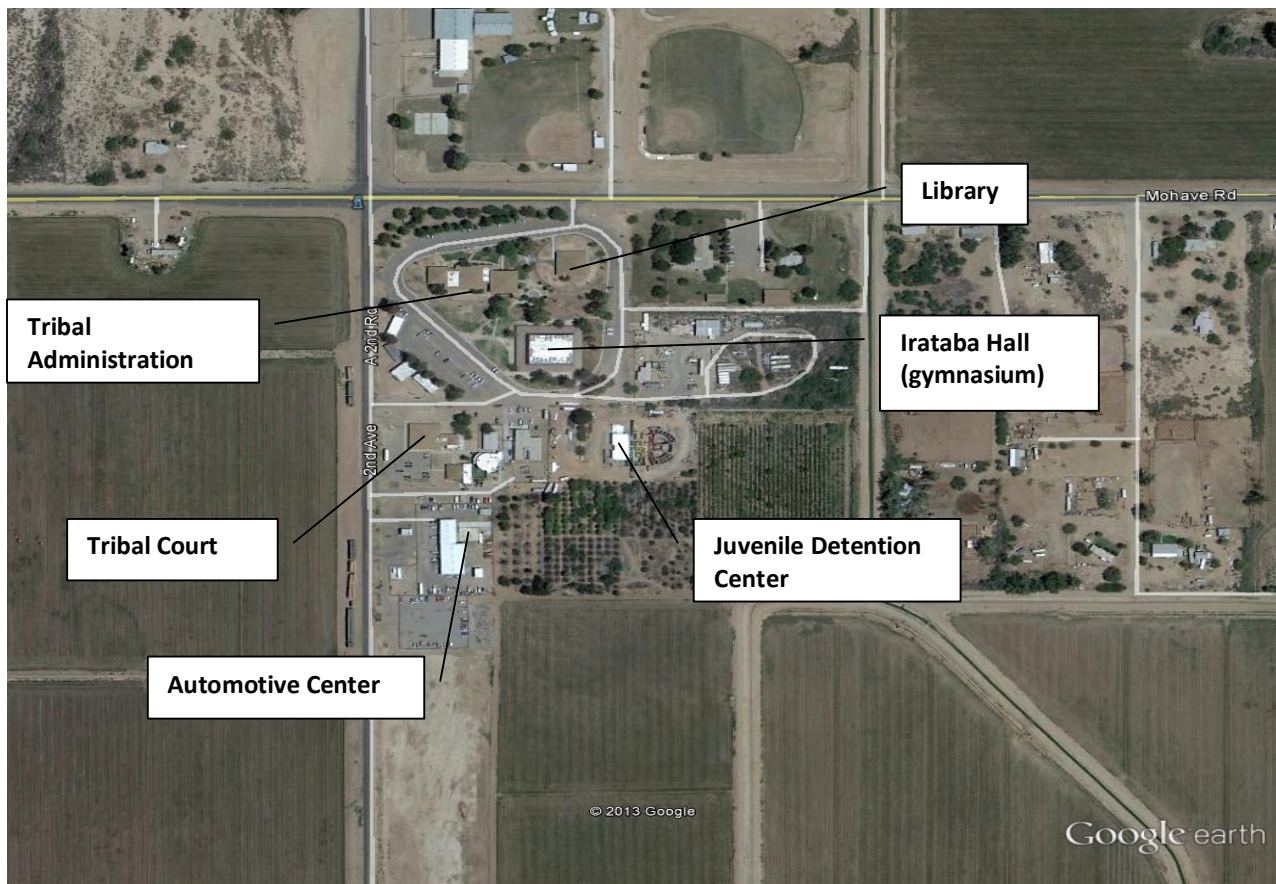 Library
Mohave Rd
Tribal
Administration
A 2nd Rd
Irataba Hall
(gymnasium)
2nd Ave
Tribal Court
Juvenile Detention
Center
Automotive Center
© 2013 Google
Google earth